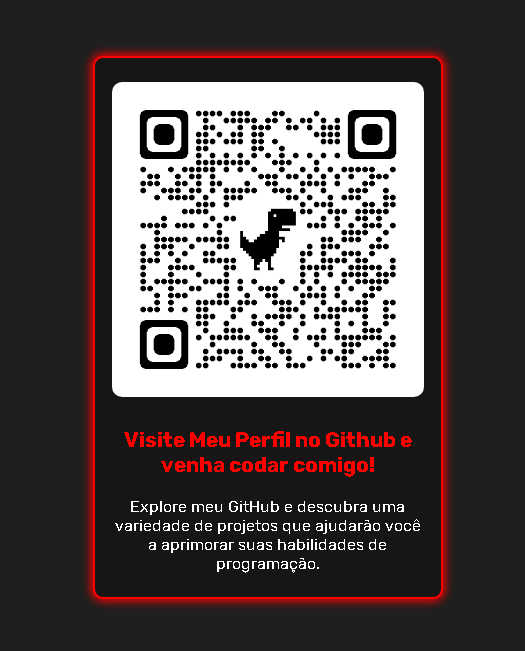 Visite Meu Perfil no Github e
venha codar comigo!
Explore meu GitHub e descubra uma
variedade de projetos que ajudarão você
a aprimorar suas habilidades de
programação.